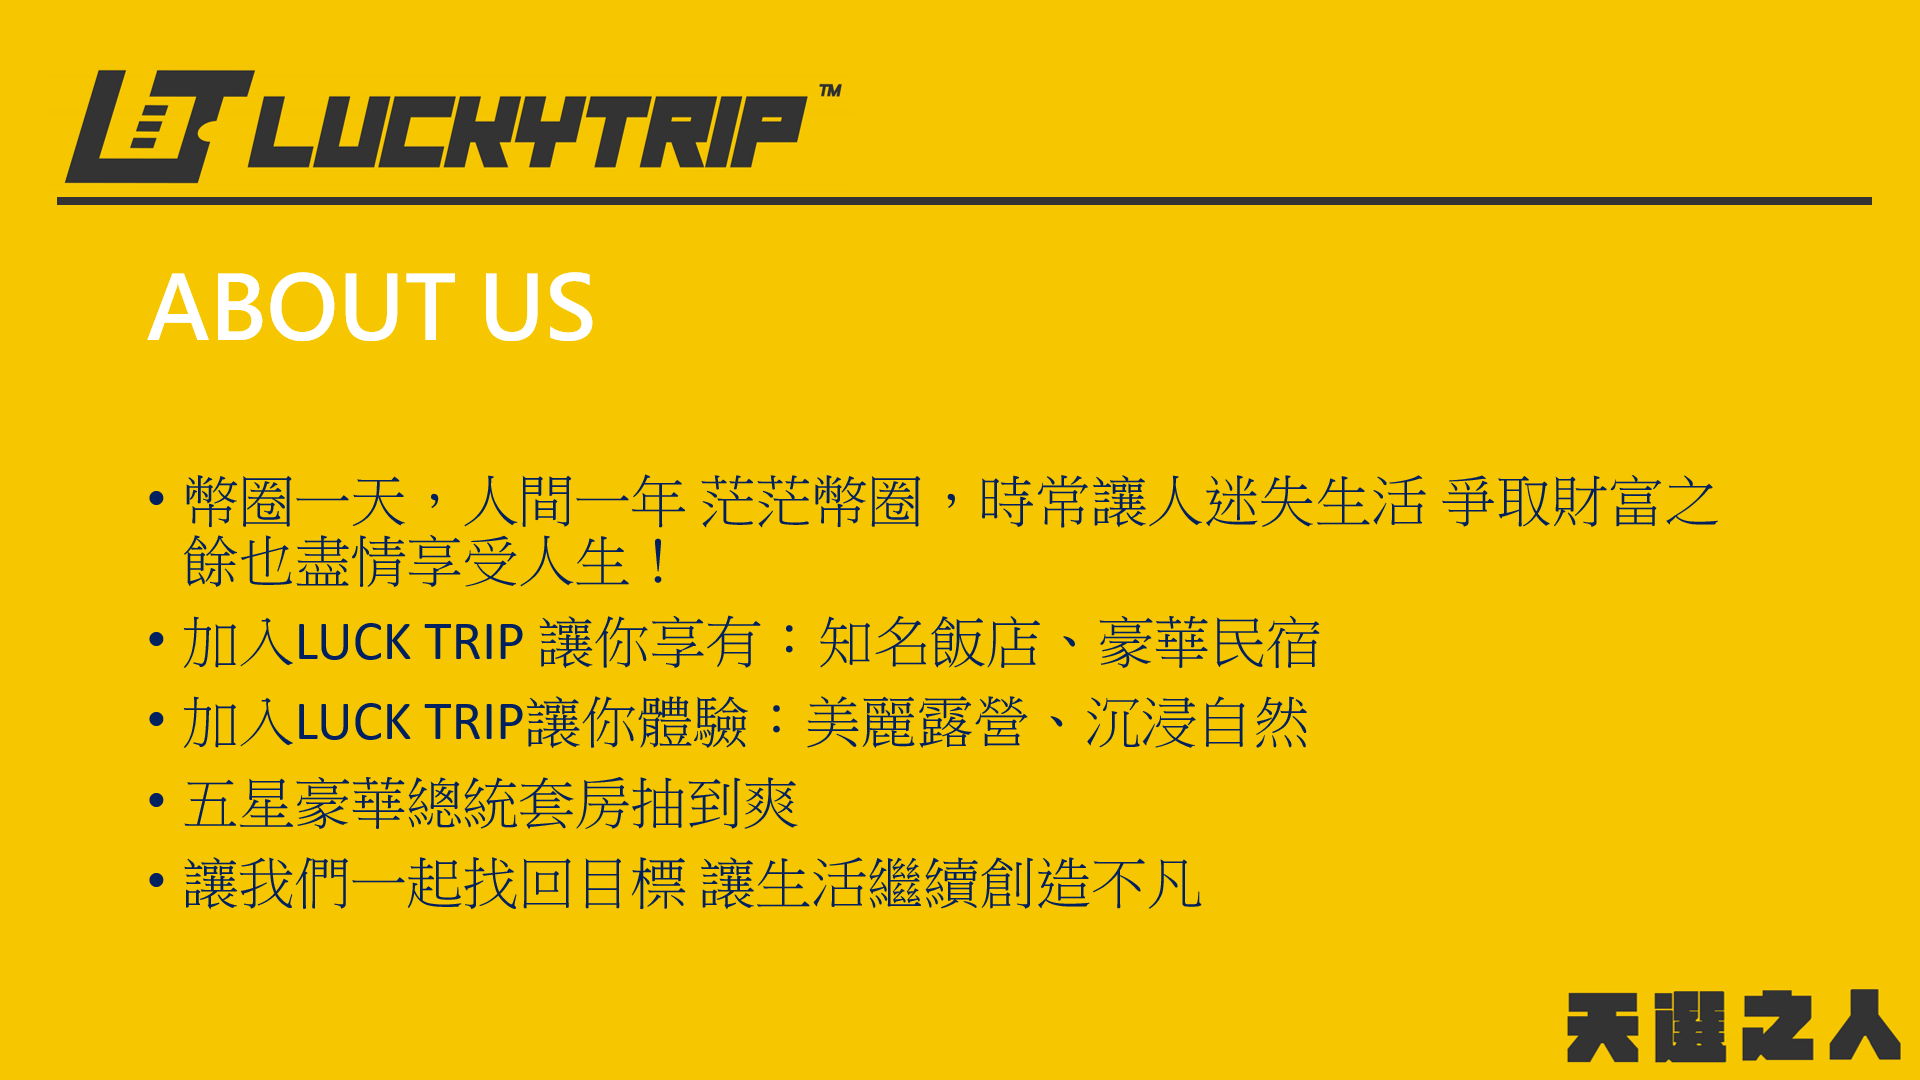 LT LUCKYTRIP™
ABOUT US
• 幣圈一天，人間一年 茫茫幣圈，時常讓人迷失生活 爭取財富之
餘也盡情享受人生！
• 加入LUCK TRIP 讓你享有：知名飯店、豪華民宿
• 加入LUCK TRIP讓你體驗：美麗露營、沉浸自然
• 五星豪華總統套房抽到爽
• 讓我們一起找回目標 讓生活繼續創造不凡
天選之人